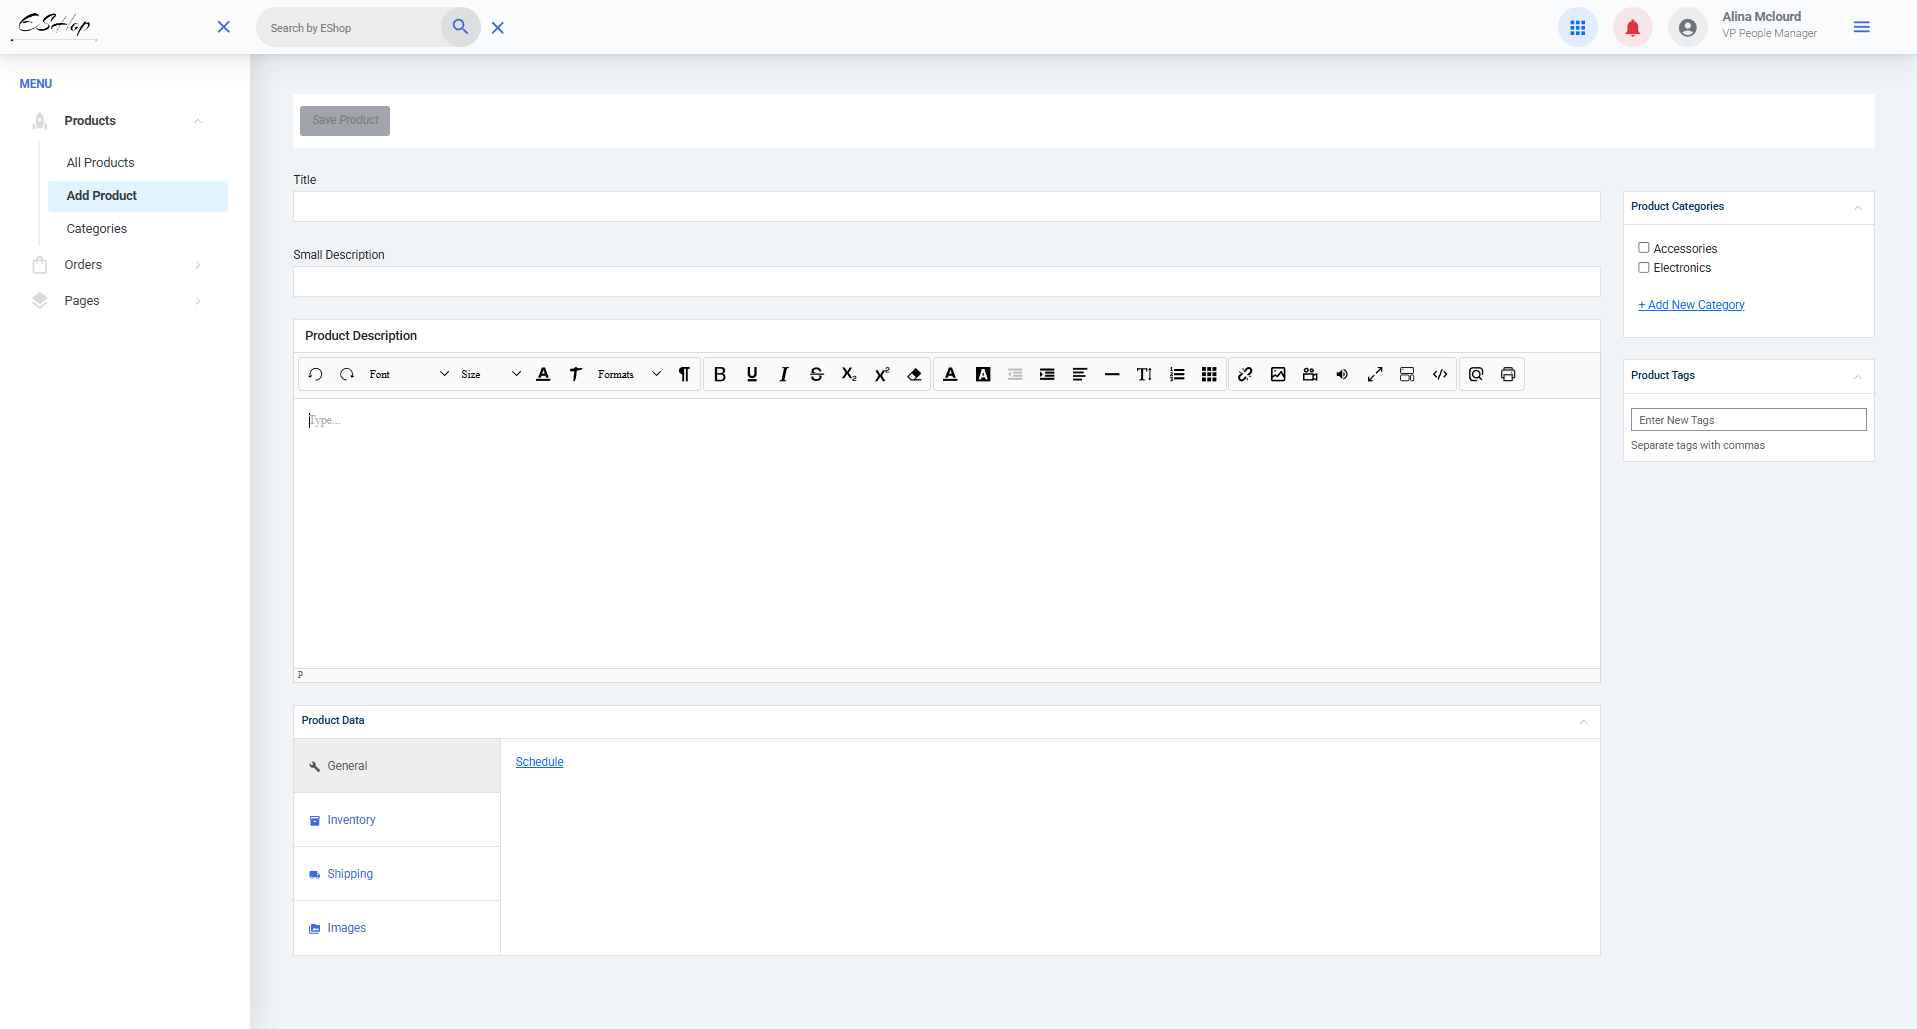 EShop
Search by EShop
Alina Mclourd
VP People Manager
MENU
Products
All Products
Add Product
Categories
Orders
Pages
Save Product
Title
Small Description
Product Description
Font
Size
Formats
Type...
P
Product Data
General
Inventory
Shipping
Images
Schedule
Product Categories
Accessories
Electronics
+ Add New Category
Product Tags
Enter New Tags
Separate tags with commas